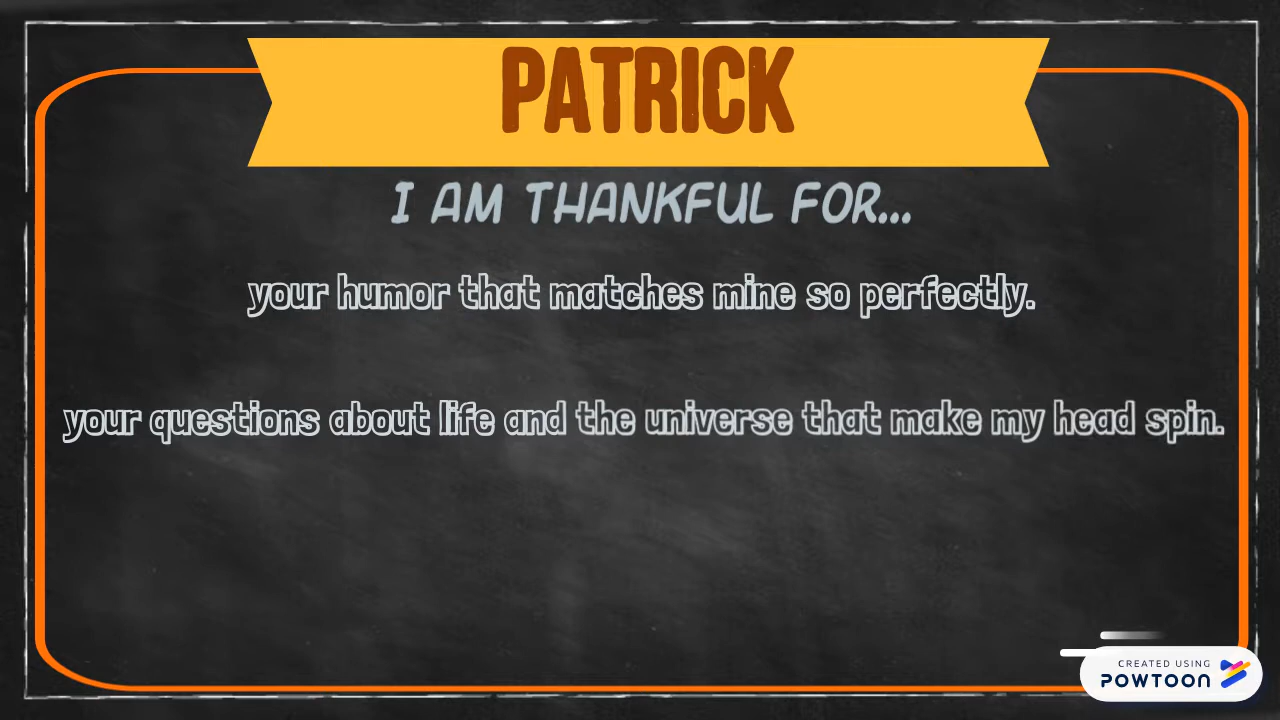 PATRICK
I AM THANKFUL FOR...
your humor that matches mine so perfectly.
your questions about life and the universe that make my head spin.
CREATED USING
POWTOON